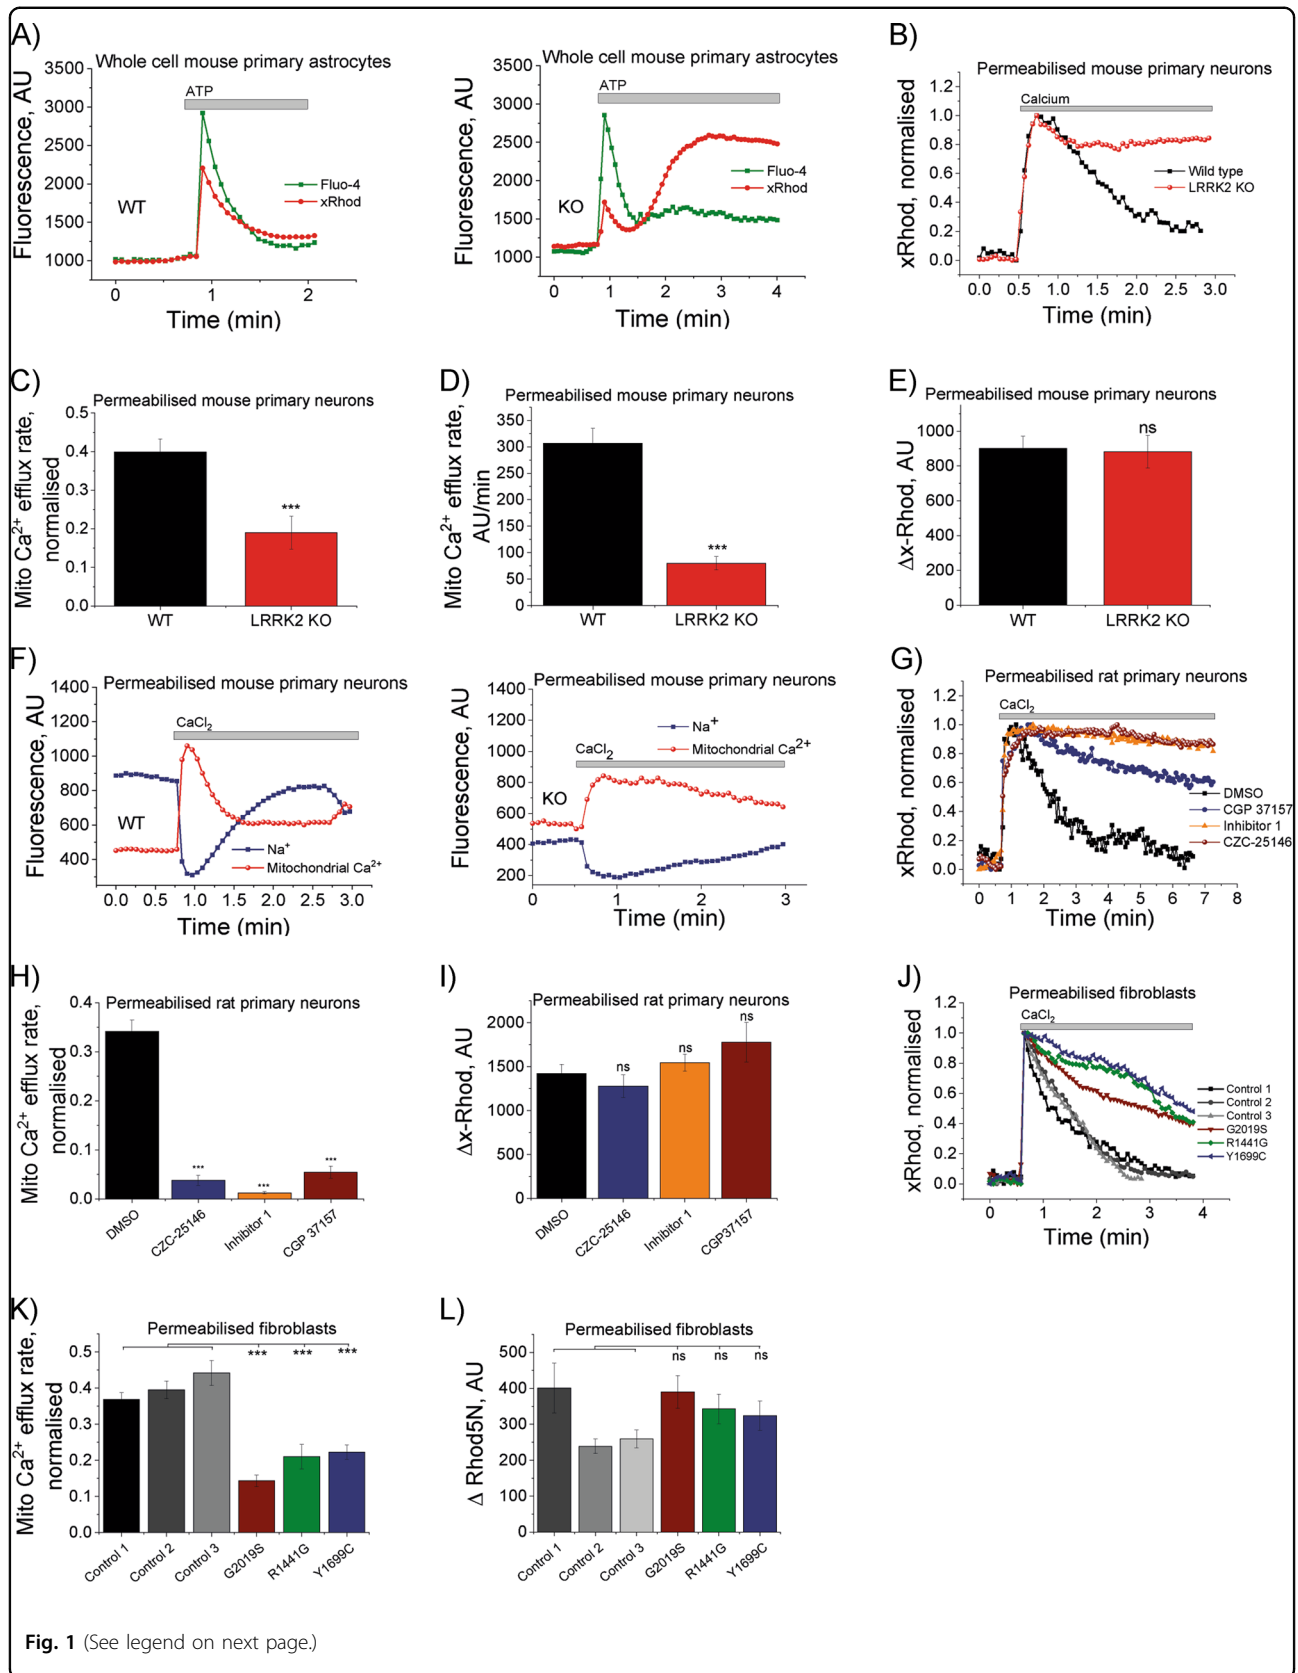 A)
Whole cell mouse primary astrocytes
Fluorescence, AU
3500
3000
2500
2000
1500
1000
ATP
WT
Fluo-4
xRhod
0 1 2
Time (min)
Whole cell mouse primary astrocytes
Fluorescence, AU
3500
3000
2500
2000
1500
1000
ATP
KO
Fluo-4
xRhod
0 1 2 3 4
Time (min)
B)
Permeabilised mouse primary neurons
xRhod, normalised
1.2
1.0
0.8
0.6
0.4
0.2
0.0
Calcium
Wild type
LRRK2 KO
0.0 0.5 1.0 1.5 2.0 2.5 3.0
Time (min)
C)
Permeabilised mouse primary neurons
Mito Ca2+ efflux rate,
normalised
0.5
0.4
0.3
0.2
0.1
0.0
***
WT LRRK2 KO
D)
Permeabilised mouse primary neurons
Mito Ca2+ efflux rate,
AU/min
350
300
250
200
150
100
50
0
***
WT LRRK2 KO
E)
Permeabilised mouse primary neurons
Δx-Rhod, AU
1000
800
600
400
200
0
ns
WT LRRK2 KO
F)
Permeabilised mouse primary neurons
Fluorescence, AU
1400
1200
1000
800
600
400
CaCl2
WT
Na+
Mitochondrial Ca2+
0.0 0.5 1.0 1.5 2.0 2.5 3.0
Time (min)
Permeabilised mouse primary neurons
Fluorescence, AU
1400
1200
1000
800
600
400
200
Na+
Mitochondrial Ca2+
CaCl2
KO
0 1 2 3
Time (min)
G)
Permeabilised rat primary neurons
xRhod, normalised
1.2
1.0
0.8
0.6
0.4
0.2
0.0
CaCl2
DMSO
CGP 37157
Inhibitor 1
CZC-25146
0 1 2 3 4 5 6 7 8
Time (min)
H)
Permeabilised rat primary neurons
Mito Ca2+ efflux rate,
normalised
0.4
0.3
0.2
0.1
0.0
*** *** ***
DMSO CZC-25146 Inhibitor 1 CGP 37157
I)
Permeabilised rat primary neurons
Δx-Rhod, AU
2000
1500
1000
500
0
ns ns ns
DMSO CZC-25146 Inhibitor 1 CGP37157
J)
Permeabilised fibroblasts
xRhod, normalised
1.2
1.0
0.8
0.6
0.4
0.2
0.0
CaCl2
Control 1
Control 2
Control 3
G2019S
R1441G
Y1699C
0 1 2 3 4
Time (min)
K)
Permeabilised fibroblasts
Mito Ca2+ efflux rate,
normalised
0.5
0.4
0.3
0.2
0.1
0.0
*** *** ***
Control 1 Control 2 Control 3 G2019S R1441G Y1699C
L)
Permeabilised fibroblasts
Δ Rhod5N, AU
500
400
300
200
100
0
ns ns ns
Control 1 Control 2 Control 3 G2019S R1441G Y1699C
Fig. 1 (See legend on next page.)